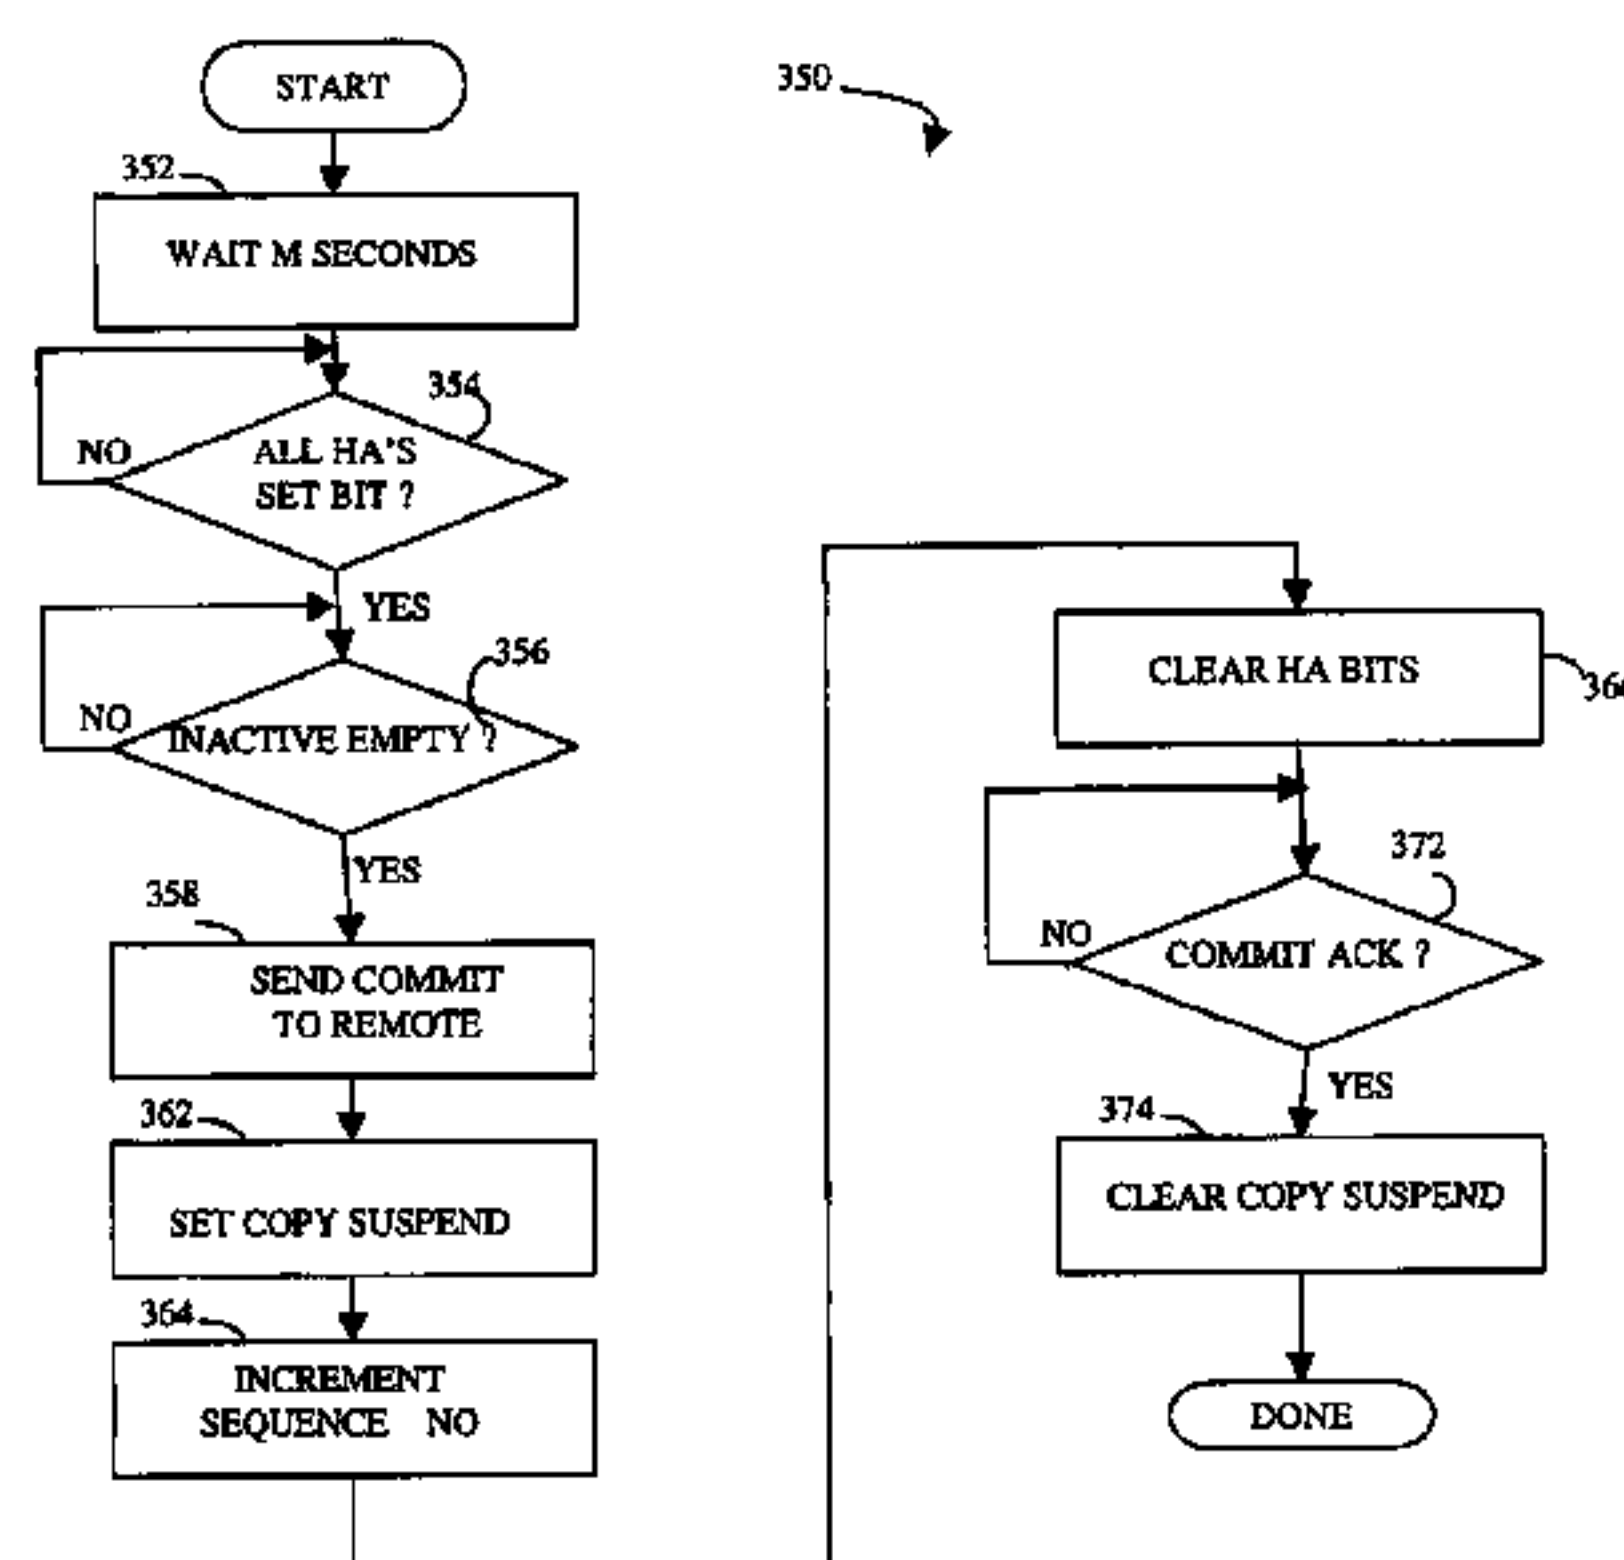 START
350
352
WAIT M SECONDS
354
NO
ALL HA'S
SET BIT ?
YES
356
NO
INACTIVE EMPTY ?
YES
358
SEND COMMIT
TO REMOTE
362
SET COPY SUSPEND
364
INCREMENT
SEQUENCE NO
CLEAR HA BITS
372
NO
COMMIT ACK ?
YES
374
CLEAR COPY SUSPEND
DONE